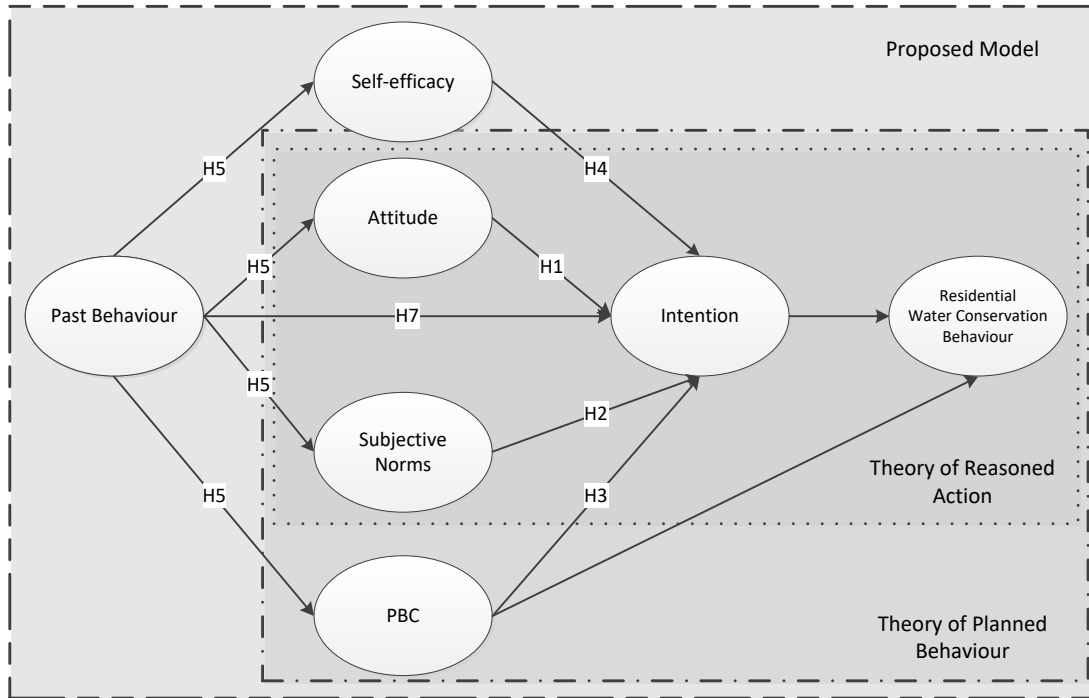 Proposed Model
Self-efficacy
H5
H4
Attitude
H5
H1
Past Behaviour
H7
Intention
Residential
Water Conservation
Behaviour
H5
H2
Subjective
Norms
Theory of Reasoned
Action
H5
H3
PBC
Theory of Planned
Behaviour